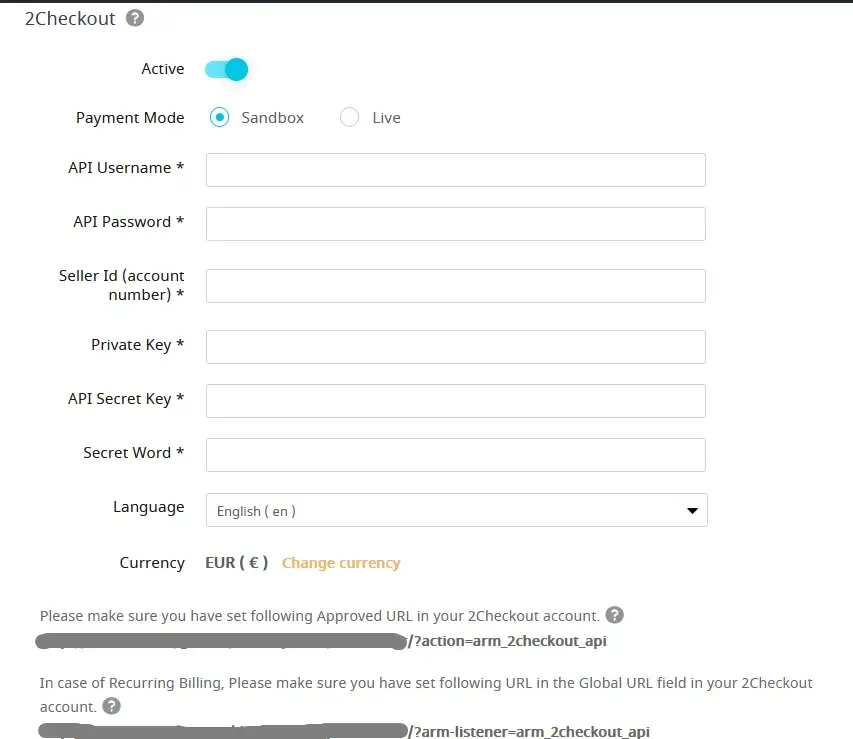 2Checkout ?
Active
Payment Mode Sandbox Live
API Username *
API Password *
Seller Id (account
number) *
Private Key *
API Secret Key *
Secret Word *
Language English ( en )
Currency EUR ( € ) Change currency
Please make sure you have set following Approved URL in your 2Checkout account. ?
/?action=arm_2checkout_api
In case of Recurring Billing, Please make sure you have set following URL in the Global URL field in your 2Checkout
account. ?
/?arm-listener=arm_2checkout_api